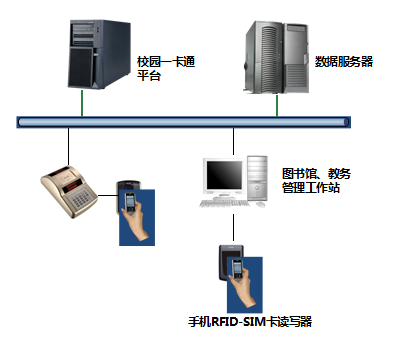 校园一卡通
平台
数据服务器
图书馆、教务
管理工作站
手机RFID-SIM卡读写器